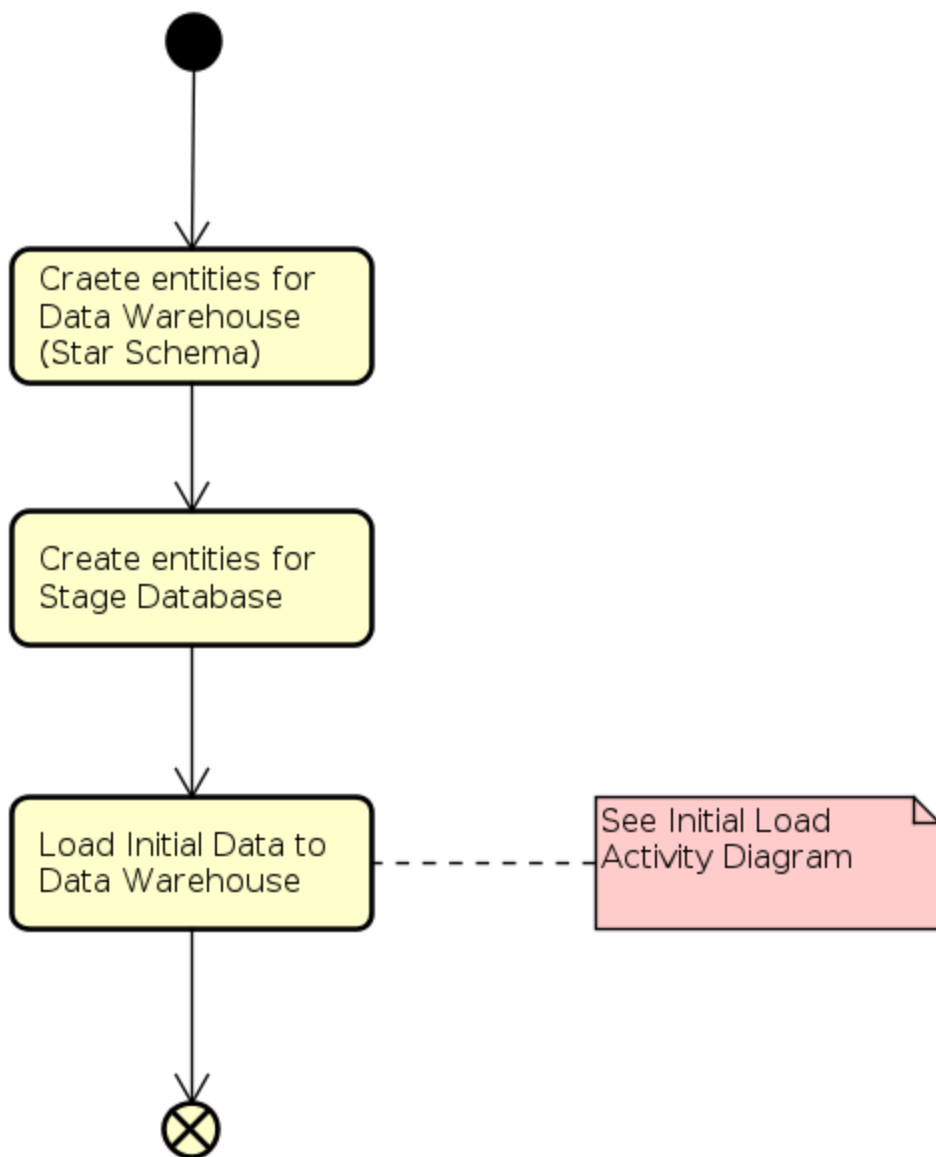 Craete entities for
Data Warehouse
(Star Schema)
Create entities for
Stage Database
Load Initial Data to
Data Warehouse
See Initial Load
Activity Diagram